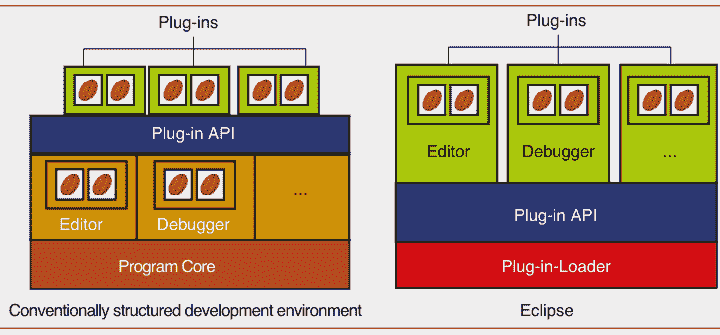 Plug-ins
Plug-in API
Editor
Debugger
...
Program Core
Conventionally structured development environment
Plug-ins
Editor
Debugger
...
Plug-in API
Plug-in-Loader
Eclipse